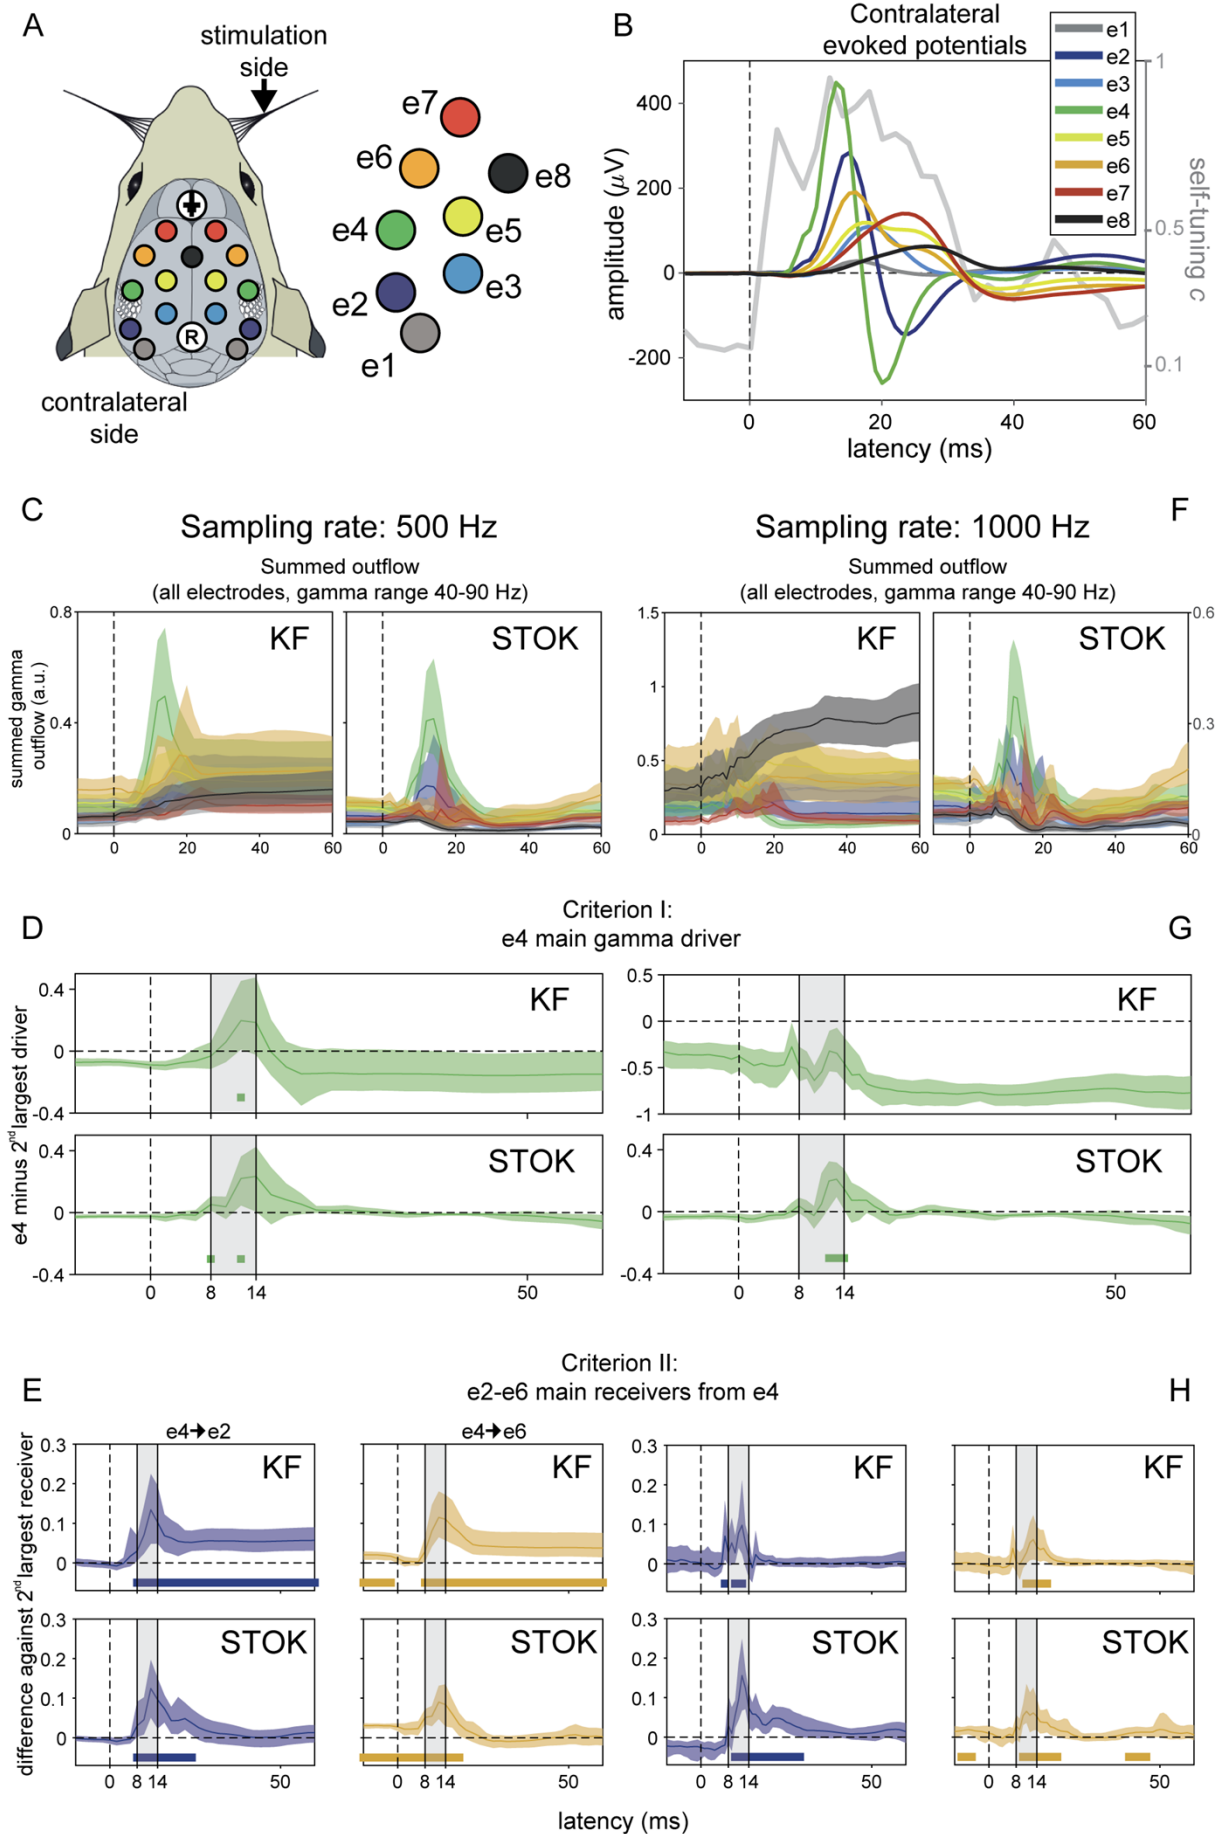 A
stimulation
side
e7
e6
e8
e4
e5
e3
e2
e1
R
contralateral
side
B
Contralateral
evoked potentials
e1
e2
e3
e4
e5
e6
e7
e8
amplitude (μV)
400
200
0
-200
1
0.5
0.1
self-tuning c
0 20 40 60
latency (ms)
C
Sampling rate: 500 Hz
Summed outflow
(all electrodes, gamma range 40-90 Hz)
summed gamma
outflow (a.u.)
0.8
0.4
0
KF
STOK
0 20 40 60
0 20 40 60
F
Sampling rate: 1000 Hz
Summed outflow
(all electrodes, gamma range 40-90 Hz)
1.5
1
0.5
0
KF
STOK
0.6
0.3
0
0 20 40 60
0 20 40 60
Criterion I:
e4 main gamma driver
D
G
e4 minus 2nd largest driver
0.4
0
-0.4
KF
0.5
0
-0.5
-1
KF
50
50
0.4
0
-0.4
STOK
0 8 14 50
0.4
0
-0.4
STOK
0 8 14 50
Criterion II:
e2-e6 main receivers from e4
E
H
difference against 2nd largest receiver
e4➔e2
e4➔e6
0.3
0.2
0.1
0
KF
50
KF
50
0.3
0.2
0.1
0
KF
KF
0.3
0.2
0.1
0
STOK
0 8 14 50
STOK
0 8 14 50
0.3
0.2
0.1
0
STOK
0 8 14 50
STOK
0 8 14 50
latency (ms)